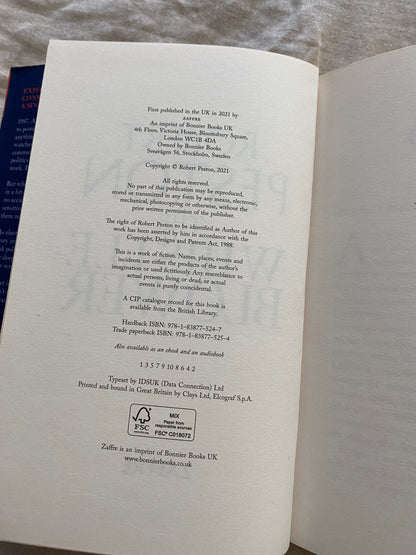 First published in the UK in 2021 by
ZAFFRE
An imprint of Bonnier Books UK
4th Floor, Victoria House, Bloomsbury Square,
London WC1B 4DA
Owned by Bonnier Books
Sveavägen 56, Stockholm, Sweden
Copyright © Robert Peston, 2021
All rights reserved.
No part of this publication may be reproduced,
stored or transmitted in any form by any means, electronic,
mechanical, photocopying or otherwise, without the
prior written permission of the publisher.
The right of Robert Peston to be identified as Author of this
work has been asserted by him in accordance with the
Copyright, Designs and Patents Act, 1988.
This is a work of fiction. Names, places, events and
incidents are either the products of the author's
imagination or used fictitiously. Any resemblance to
actual persons, living or dead, or actual
events is purely coincidental.
A CIP catalogue record for this book is
available from the British Library.
Hardback ISBN: 978-1-83877-524-7
Trade paperback ISBN: 978-1-83877-525-4
Also available as an ebook and an audiobook
1 3 5 7 9 10 8 6 4 2
Typeset by IDSUK (Data Connection) Ltd
Printed and bound in Great Britain by Clays Ltd, Elcograf S.p.A.
FSC
www.fsc.org
MIX
Paper from
responsible sources
FSC® C018072
Zaffre is an imprint of Bonnier Books UK
www.bonnierbooks.co.uk